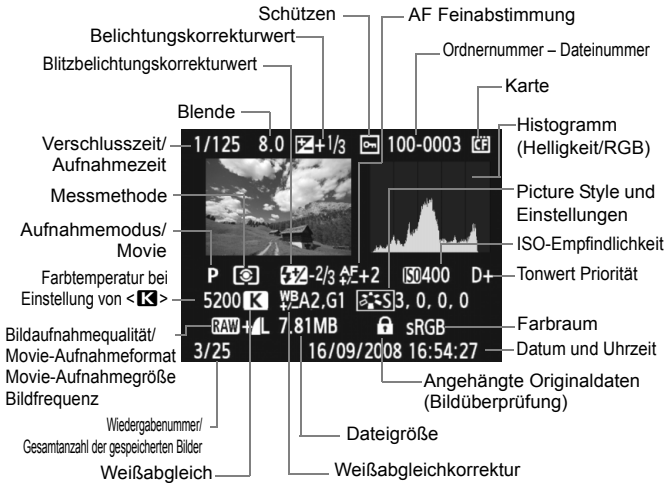 Schützen
AF Feinabstimmung
Belichtungskorrekturwert
Ordnernummer – Dateinummer
Blitzbelichtungskorrekturwert
Karte
Blende
Verschlusszeit/
Aufnahmezeit
1/125 8.0 +1/3 100-0003 CF
Histogramm
(Helligkeit/RGB)
Messmethode
Picture Style und
Einstellungen
Aufnahmemodus/
Movie
ISO-Empfindlichkeit
P -2/3 AF+2 ISO400 D+
Tonwert Priorität
Farbtemperatur bei
Einstellung von <K>
5200 K WB A2,G1 S3, 0, 0, 0
RAW+L 7.81MB sRGB
Farbraum
Bildaufnahmequalität/
Movie-Aufnahmeformat
Movie-Aufnahmegröße
Bildfrequenz
3/25 16/09/2008 16:54:27
Datum und Uhrzeit
Angehängte Originaldaten
(Bildüberprüfung)
Wiedergabenummer/
Gesamtanzahl der gespeicherten Bilder
Dateigröße
Weißabgleich
Weißabgleichkorrektur